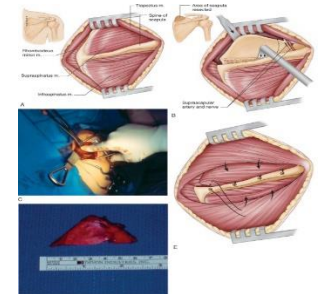 Trapezius m.
Spine of
scapula
Rhomboideus
major m.
Supraspinatus m.
Infraspinatus m.
A
Area of scapula
resected
Suprascapular
artery and nerve
B
C
E